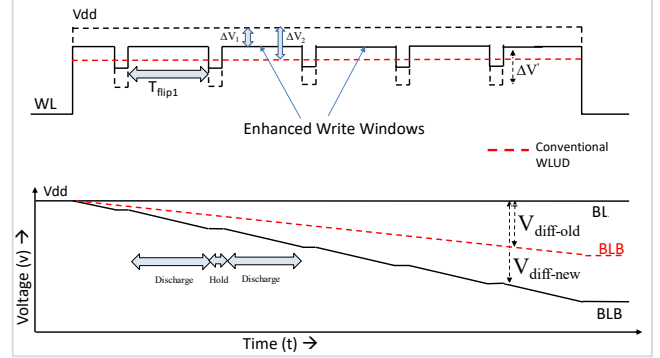 Vdd
ΔV1 ΔV2
Tflip1
ΔV'
WL
Enhanced Write Windows
Conventional
WLUD
Vdd
BL
Vdiff-old
BLB
Vdiff-new
Discharge Hold Discharge
BLB
Voltage (v) →
Time (t) →